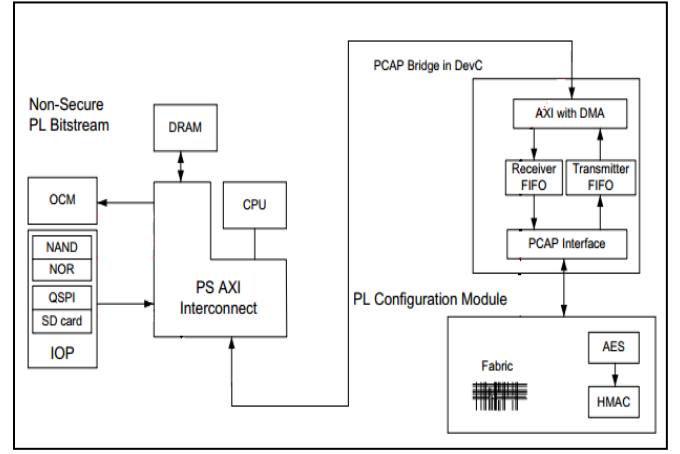 Non-Secure
PL Bitstream
DRAM
OCM
CPU
NAND
NOR
QSPI
SD card
IOP
PS AXI
Interconnect
PCAP Bridge in DevC
AXI with DMA
Receiver
FIFO
Transmitter
FIFO
PCAP Interface
PL Configuration Module
Fabric
AES
HMAC